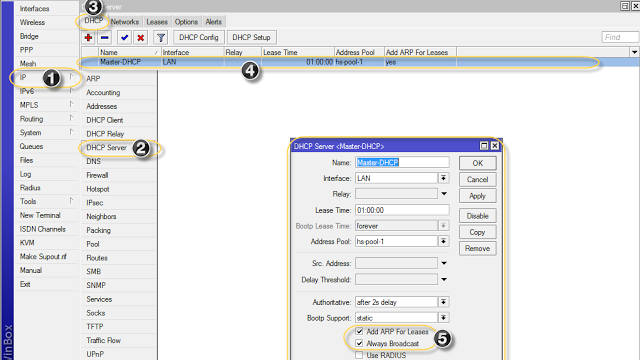 Interfaces
Wireless
Bridge
PPP
Mesh
IP
IPv6
MPLS
Routing
System
Queues
Files
Log
Radius
Tools
New Terminal
ISDN Channels
KVM
Make Supout.rif
Manual
Exit
WinBox
ARP
Accounting
Addresses
DHCP Client
DHCP Relay
DHCP Server
DNS
Firewall
Hotspot
IPsec
Neighbors
Packing
Pool
Routes
SMB
SNMP
Services
Socks
TFTP
Traffic Flow
UPnP
1
2
3
Server
DHCP Networks Leases Options Alerts
DHCP Config DHCP Setup Find
Name Interface Relay Lease Time Address Pool Add ARP For Leases
Master-DHCP LAN 01:00:00 hs-pool-1 yes
4
DHCP Server <Master-DHCP>
Name: Master-DHCP
Interface: LAN
Relay:
Lease Time: 01:00:00
Bootp Lease Time: forever
Address Pool: hs-pool-1
Src. Address:
Delay Threshold:
Authoritative: after 2s delay
Bootp Support: static
Add ARP For Leases
Always Broadcast
Use RADIUS
5
OK
Cancel
Apply
Disable
Copy
Remove